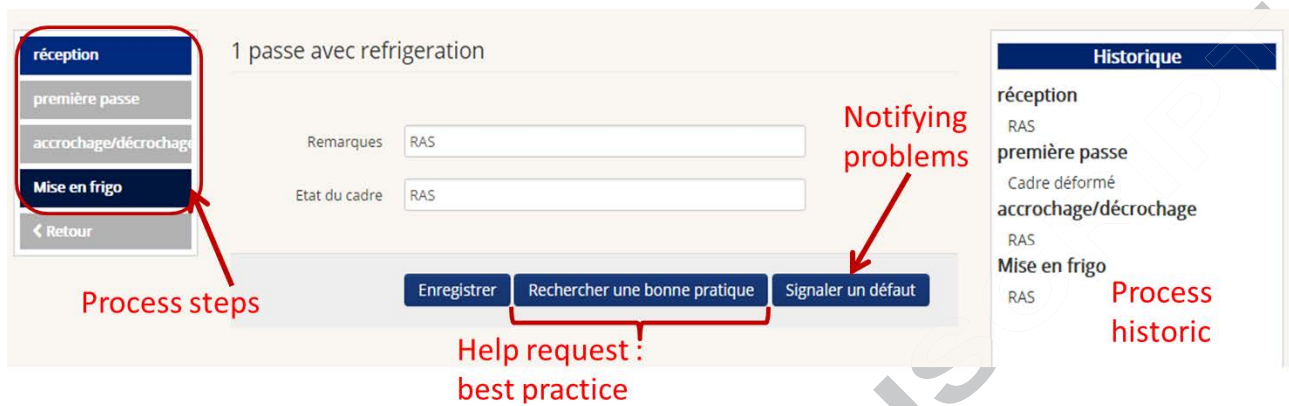 réception
première passe
accrochage/décrochage
Mise en frigo
Retour
Process steps
1 passe avec refrigeration
Remarques RAS
Etat du cadre RAS
Enregistrer Rechercher une bonne pratique Signaler un défaut
Help request :
best practice
Notifying
problems
Historique
réception
RAS
première passe
Cadre déformé
accrochage/décrochage
RAS
Mise en frigo
RAS
Process
historic